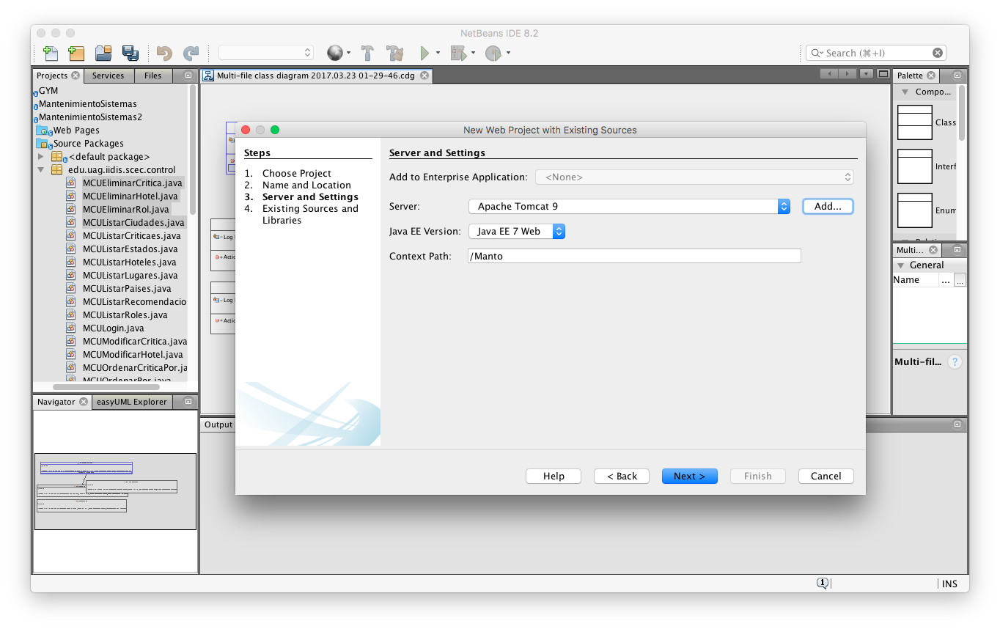 NetBeans IDE 8.2
Search (⌘+I)
Projects Services Files
Multi-file class diagram 2017.03.23 01-29-46.cdg
Palette
GYM
MantenimientoSistemas
MantenimientoSistemas2
Web Pages
Source Packages
<default package>
edu.uag.iidis.scec.control
MCUEliminarCritica.java
MCUEliminarHotel.java
MCUEliminarRol.java
MCUListarCiudades.java
MCUListarCriticaes.java
MCUListarEstados.java
MCUListarHoteles.java
MCUListarLugares.java
MCUListarPaises.java
MCUListarRecomendacio
MCUListarRoles.java
MCULogin.java
MCUModificarCritica.java
MCUModificarHotel.java
MCUOrdenarCriticaPor.ja
MCUOrdenarPor.java
Navigator easyUML Explorer
- Log
+ Actio
- Log
+ Actio
Output
New Web Project with Existing Sources
Steps
1. Choose Project
2. Name and Location
3. Server and Settings
4. Existing Sources and
Libraries
Server and Settings
Add to Enterprise Application: <None>
Server: Apache Tomcat 9 Add...
Java EE Version: Java EE 7 Web
Context Path: /Manto
Help < Back Next > Finish Cancel
Compo...
Class
Interf
Enum
Multi...
General
Name ... ...
Multi-fil... ?
1
INS